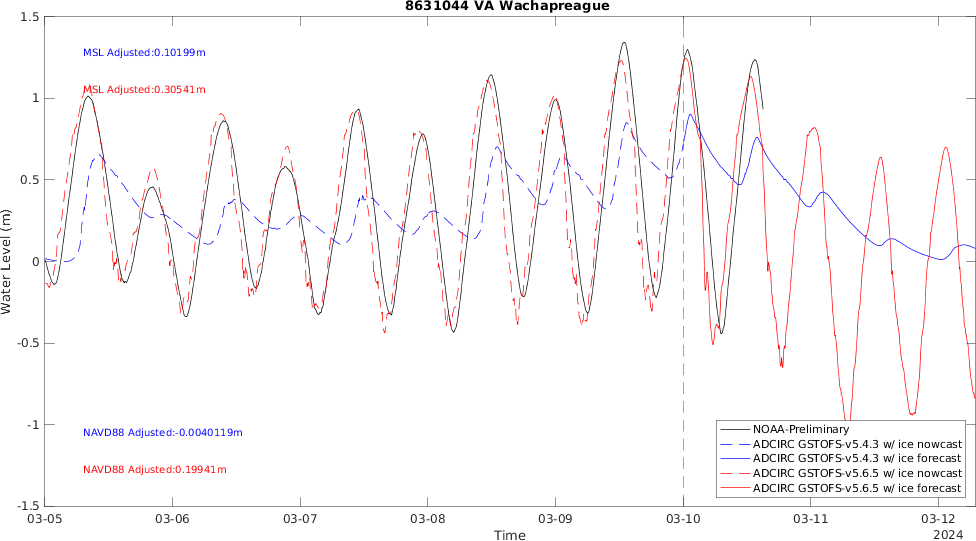 8631044 VA Wachapreague
1.5
1
0.5
0
-0.5
-1
-1.5
Water Level (m)
MSL Adjusted:0.10199m
MSL Adjusted:0.30541m
NAVD88 Adjusted:-0.0040119m
NAVD88 Adjusted:0.19941m
NOAA-Preliminary
ADCIRC GSTOFS-v5.4.3 w/ ice nowcast
ADCIRC GSTOFS-v5.4.3 w/ ice forecast
ADCIRC GSTOFS-v5.6.5 w/ ice nowcast
ADCIRC GSTOFS-v5.6.5 w/ ice forecast
03-05 03-06 03-07 03-08 03-09 03-10 03-11 03-12
Time
2024